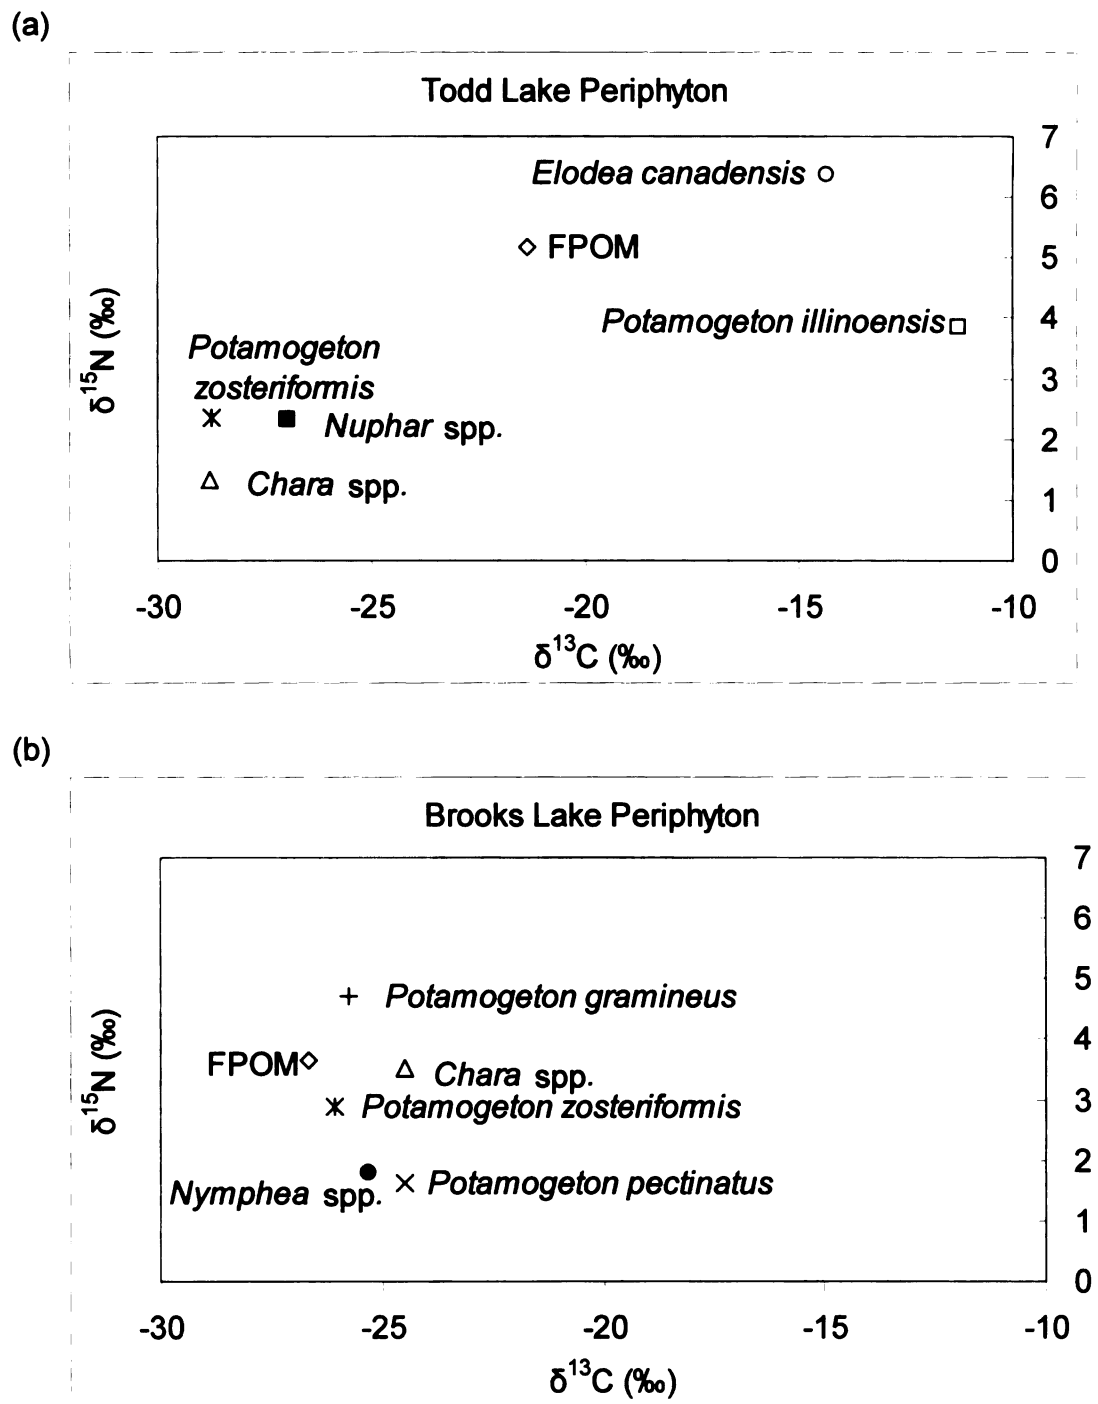 (a)
Todd Lake Periphyton
7
Elodea canadensis
6
FPOM
5
Potamogeton illinoensis
4
δ15N (‰)
Potamogeton
zosteriformis
3
Nuphar spp.
2
Chara spp.
1
0
-30 -25 -20 -15 -10
δ13C (‰)
(b)
Brooks Lake Periphyton
7
6
5
Potamogeton gramineus
4
FPOM
Chara spp.
δ15N (‰)
3
Potamogeton zosteriformis
2
Nymphea spp.
Potamogeton pectinatus
1
0
-30 -25 -20 -15 -10
δ13C (‰)